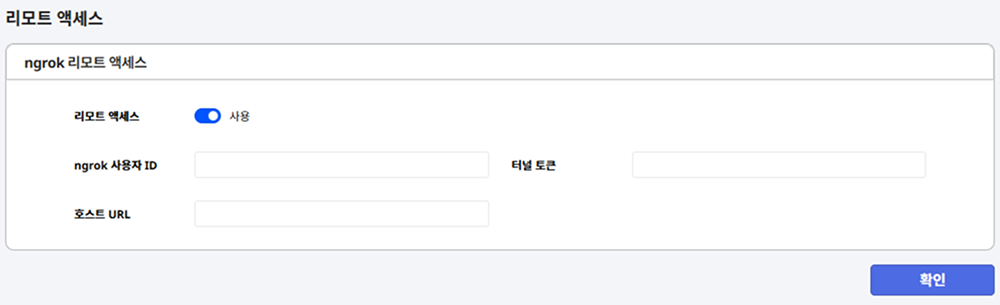 리모트 액세스
ngrok 리모트 액세스
리모트 액세스 사용
ngrok 사용자 ID 터널 토큰
호스트 URL
확인